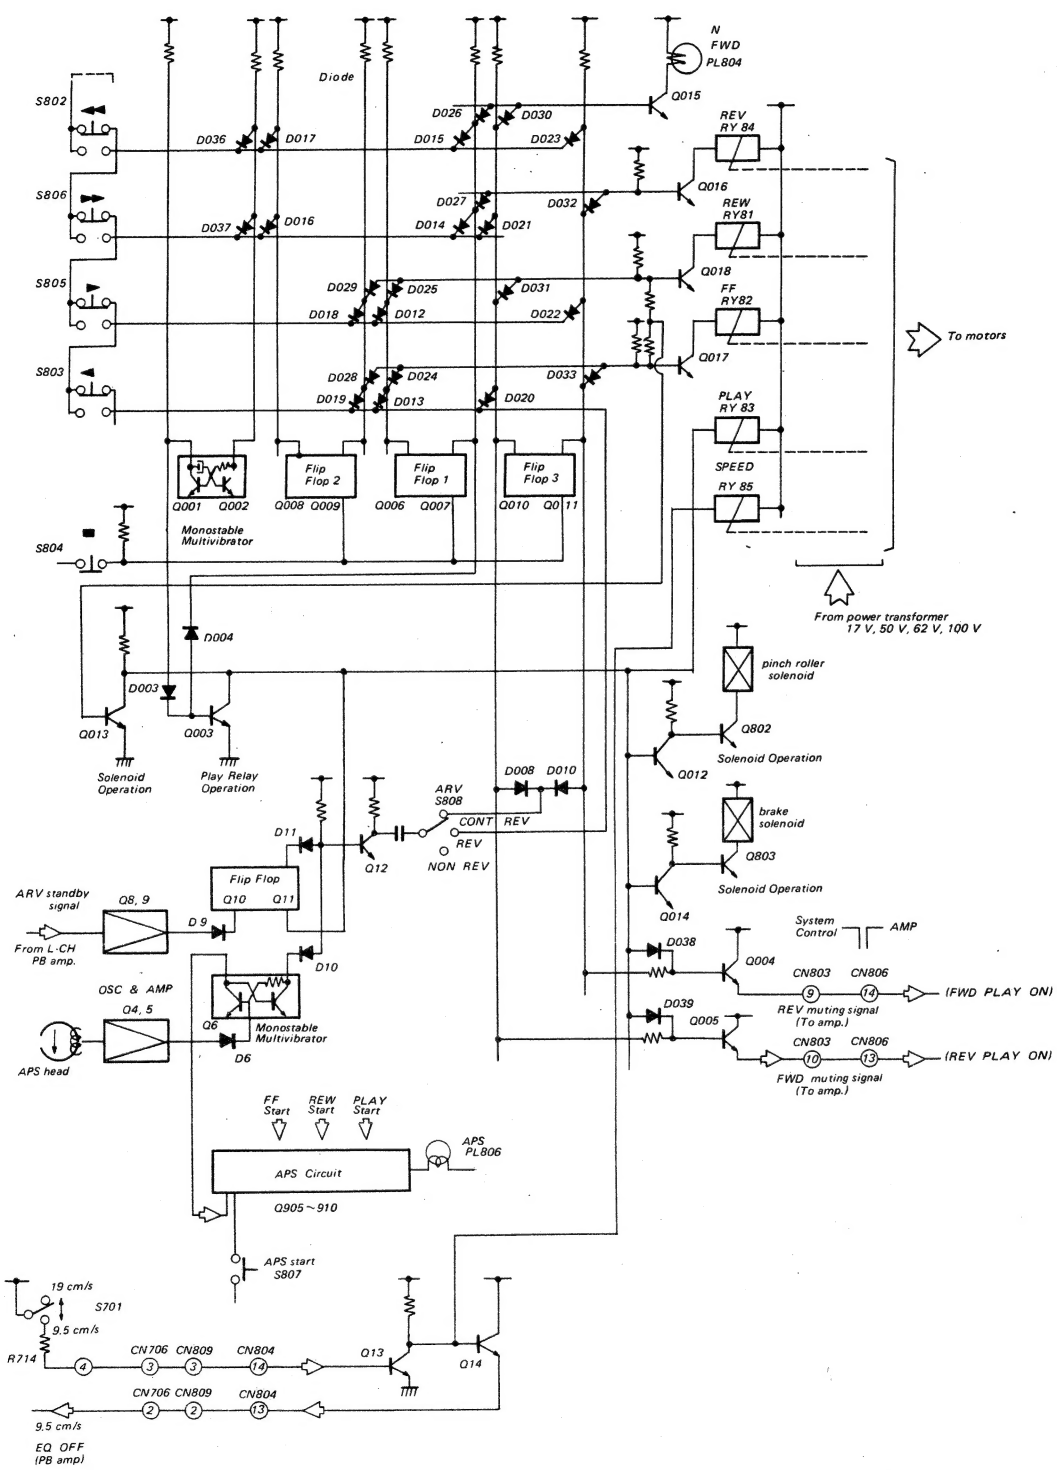 N
FWD
PL804
Diode
S802
D026
D030
Q015
D036
D017
D015
D023
REV
RY 84
S806
D027
D032
Q016
D037
D016
D014
D021
REW
RY81
S805
D029
D025
D031
Q018
D018
D012
D022
FF
RY82
S803
D028
D024
D033
Q017
D019
D013
D020
To motors
PLAY
RY 83
Flip
Flop 2
Flip
Flop 1
Flip
Flop 3
SPEED
RY 85
Q001 Q002
Q008 Q009
Q006 Q007
Q010 Q011
Monostable
Multivibrator
S804
From power transformer
17 V, 50 V, 62 V, 100 V
D004
D003
pinch roller
solenoid
Q013
Q003
Q802
Solenoid Operation
Q012
Solenoid
Operation
Play Relay
Operation
D008 D010
ARV
S808
CONT REV
REV
NON REV
brake
solenoid
D11
Q12
Q803
Solenoid Operation
Q014
Flip Flop
Q10 Q11
ARV standby
signal
Q8, 9
D9
From L-CH
PB amp.
D10
System
Control
AMP
D038
Q004
CN803
CN806
9
14
(FWD PLAY ON)
REV muting signal
(To amp.)
OSC & AMP
Q4, 5
Q6
Monostable
Multivibrator
D6
APS head
D039
Q005
CN803
CN806
10
13
(REV PLAY ON)
FWD muting signal
(To amp.)
FF
Start
REW
Start
PLAY
Start
APS
PL806
APS Circuit
Q905~910
APS start
S807
19 cm/s
S701
9.5 cm/s
R714
CN706 CN809 CN804
4
3
3
14
Q13
Q14
CN706 CN809 CN804
2
2
13
9.5 cm/s
EQ OFF
(PB amp)